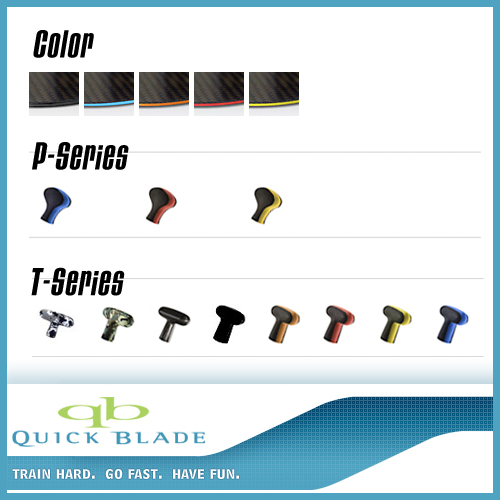 Color
P-Series
T-Series
qb
QUICK BLADE
TRAIN HARD. GO FAST. HAVE FUN.